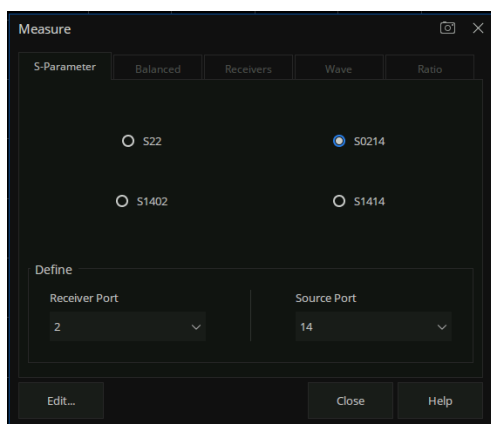 Measure
S-Parameter Balanced Receivers Wave Ratio
S22 S0214
S1402 S1414
Define
Receiver Port Source Port
2 14
Edit... Close Help